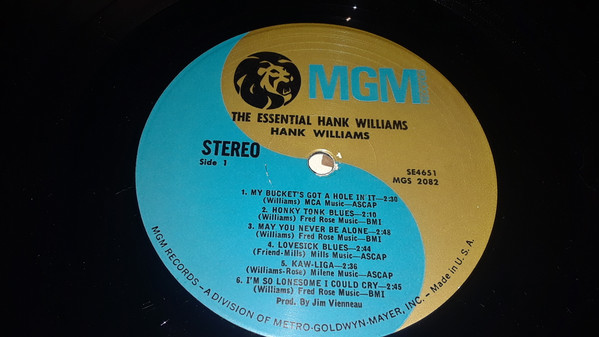 MGM
THE ESSENTIAL HANK WILLIAMS
HANK WILLIAMS
STEREO
Side 1
SE4651
MGS 2082
1. MY BUCKET'S GOT A HOLE IN IT—2:30
(Williams) MCA Music—ASCAP
2. HONKY TONK BLUES—2:10
(Williams) Fred Rose Music—BMI
3. MAY YOU NEVER BE ALONE—2:48
(Williams) Fred Rose Music—BMI
4. LOVESICK BLUES—2:44
(Friend-Mills) Mills Music—ASCAP
5. KAW-LIGA—2:36
(Williams-Rose) Milene Music—ASCAP
6. I'M SO LONESOME I COULD CRY—2:45
(Williams) Fred Rose Music—BMI
Prod. By Jim Vienneau
MGM RECORDS – A DIVISION OF METRO-GOLDWYN-MAYER, INC. – Made in U.S.A.